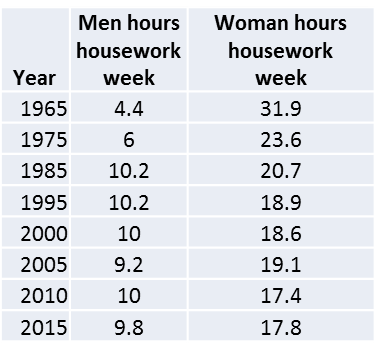 Men hours Woman hours
housework housework
Year week week
1965 4.4 31.9
1975 6 23.6
1985 10.2 20.7
1995 10.2 18.9
2000 10 18.6
2005 9.2 19.1
2010 10 17.4
2015 9.8 17.8